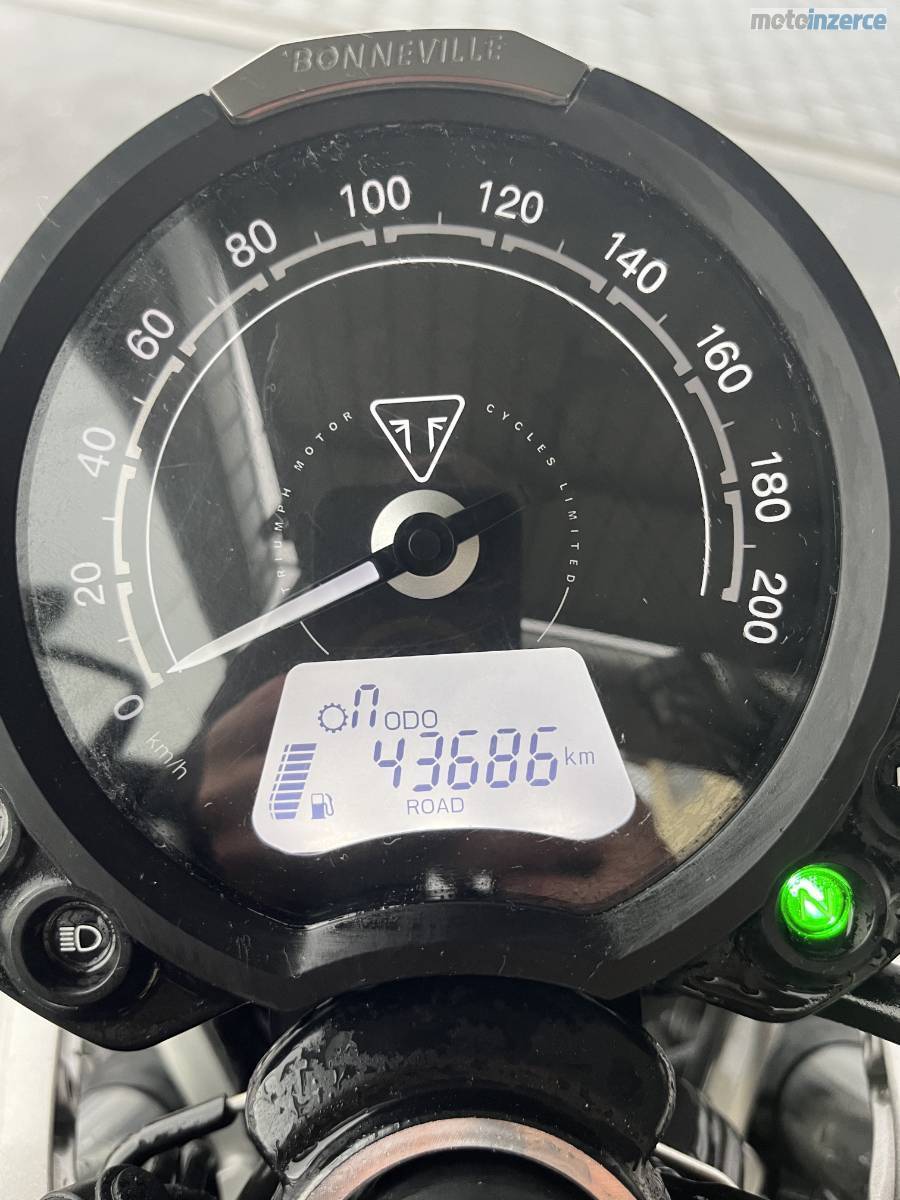 motoinzerce
BONNEVILLE
0
20
40
60
80
100
120
140
160
180
200
km/h
TRIUMPH MOTOR CYCLES LIMITED
n ODO
43686 km
ROAD
N